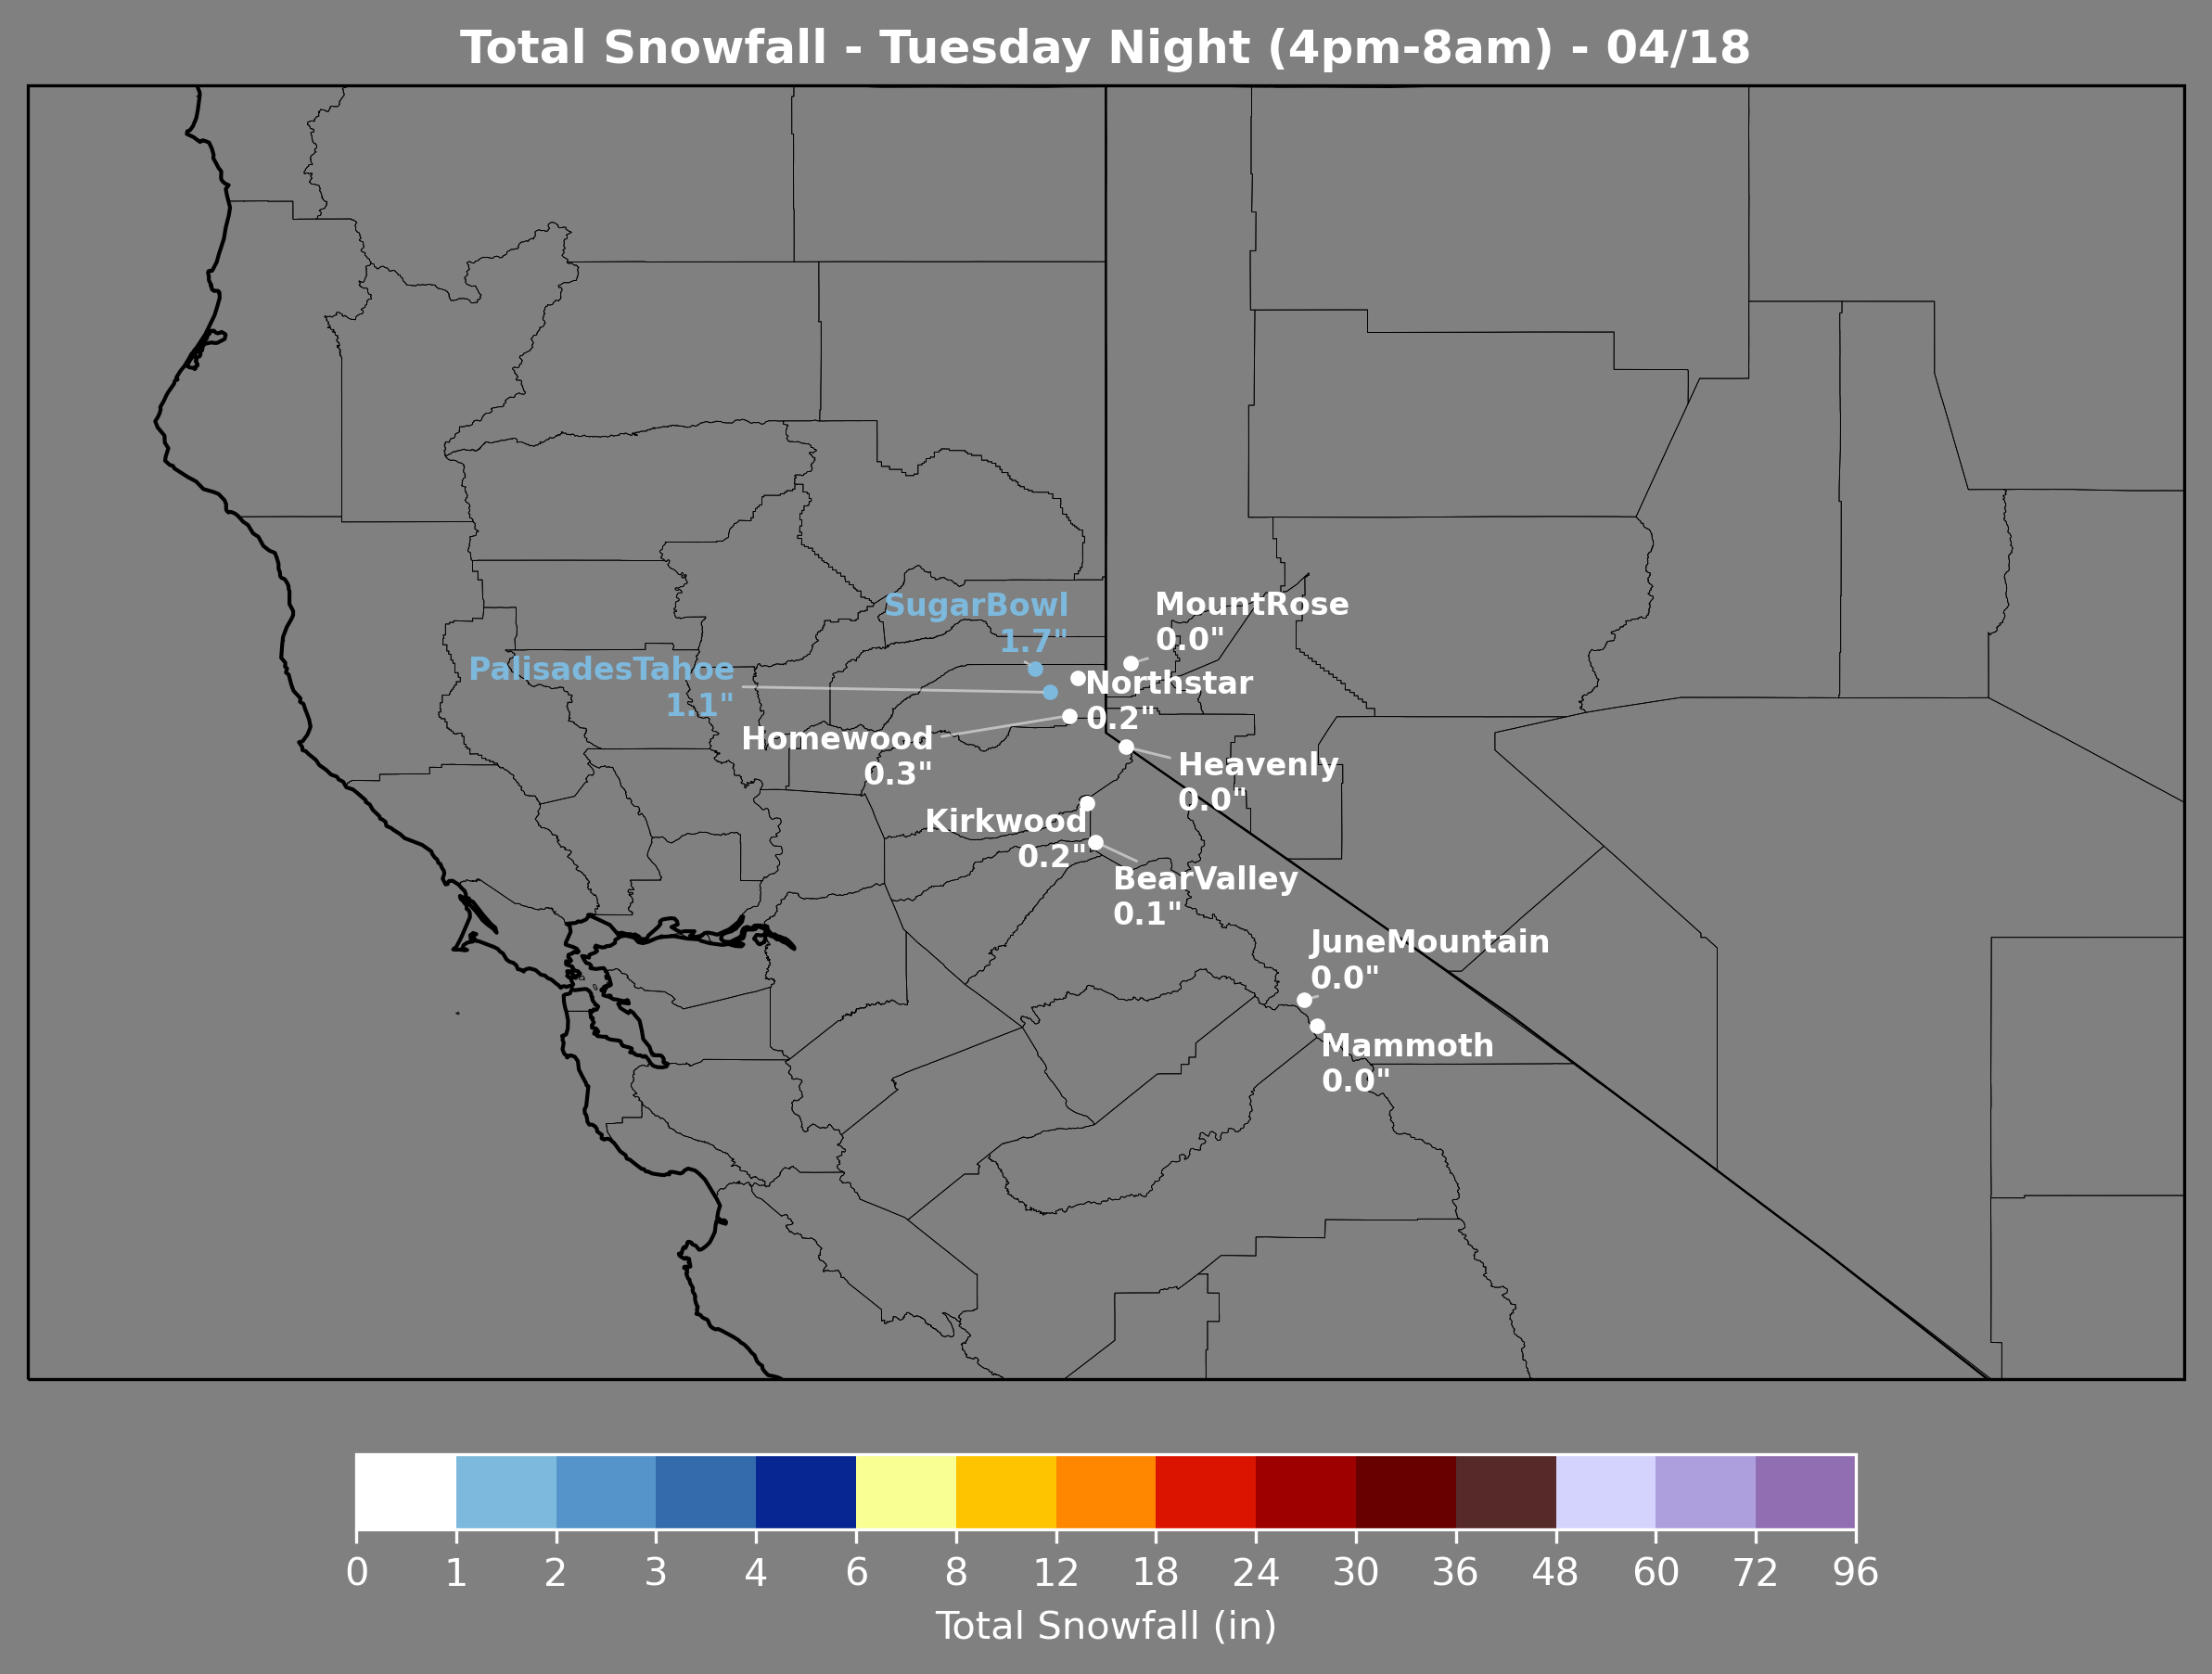 Total Snowfall - Tuesday Night (4pm-8am) - 04/18
SugarBowl
1.7"
MountRose
0.0"
PalisadesTahoe
1.1"
Northstar
0.2"
Homewood
0.3"
Heavenly
0.0"
Kirkwood
0.2"
BearValley
0.1"
JuneMountain
0.0"
Mammoth
0.0"
0 1 2 3 4 6 8 12 18 24 30 36 48 60 72 96
Total Snowfall (in)